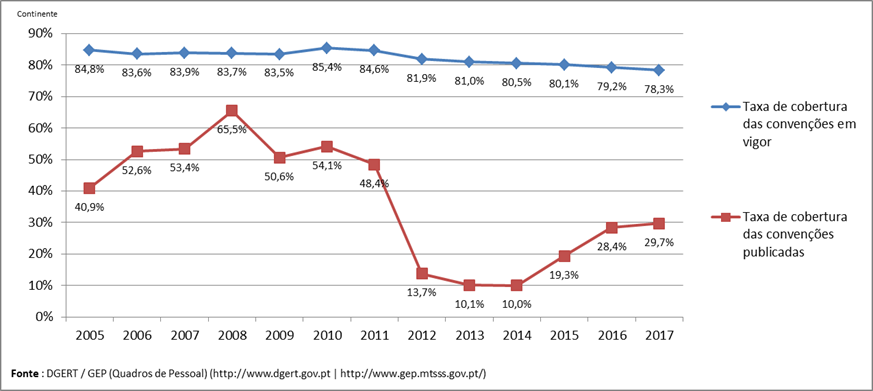 Continente
90%
80%
70%
60%
50%
40%
30%
20%
10%
0%
84,8% 83,6% 83,9% 83,7% 83,5% 85,4% 84,6% 81,9% 81,0% 80,5% 80,1% 79,2% 78,3%
40,9% 52,6% 53,4% 65,5% 50,6% 54,1% 48,4% 13,7% 10,1% 10,0% 19,3% 28,4% 29,7%
2005 2006 2007 2008 2009 2010 2011 2012 2013 2014 2015 2016 2017
Taxa de cobertura
das convenções em
vigor
Taxa de cobertura
das convenções
publicadas
Fonte : DGERT / GEP (Quadros de Pessoal) (http://www.dgert.gov.pt | http://www.gep.mtsss.gov.pt/)